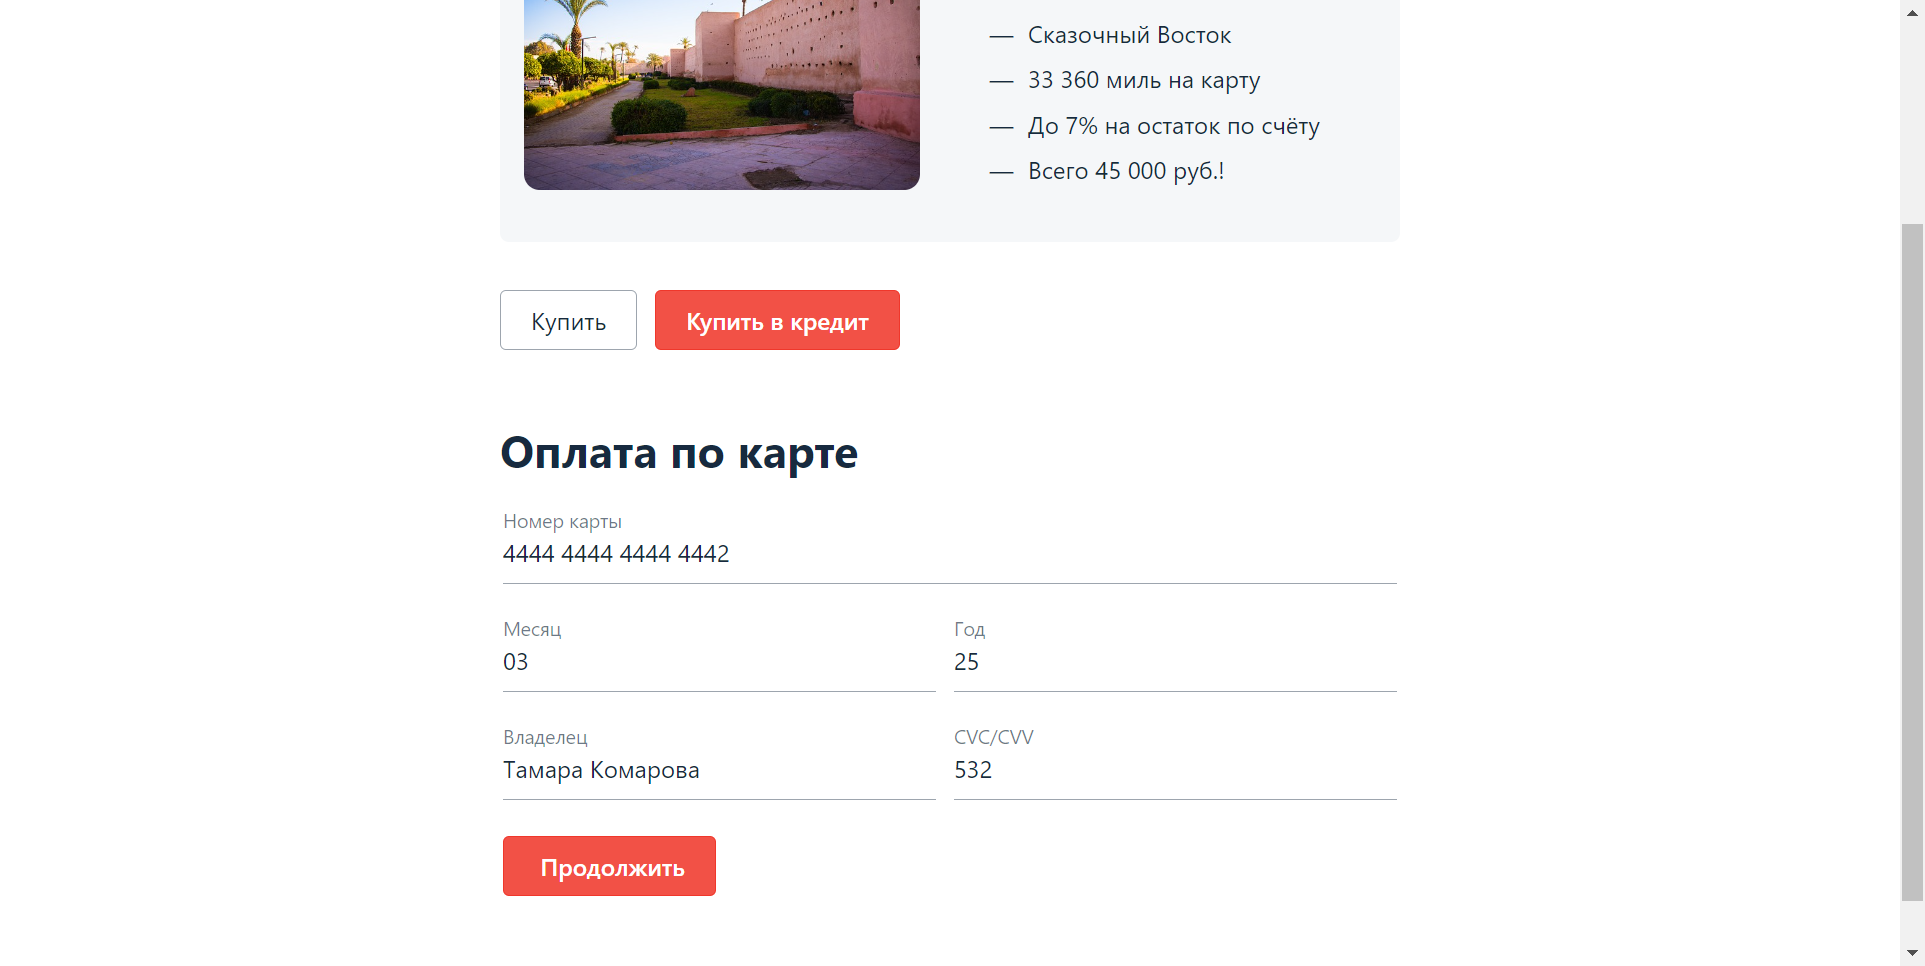 — Сказочный Восток
— 33 360 миль на карту
— До 7% на остаток по счёту
— Всего 45 000 руб.!
Купить
Купить в кредит
Оплата по карте
Номер карты
4444 4444 4444 4442
Месяц
03
Год
25
Владелец
Тамара Комарова
CVC/CVV
532
Продолжить